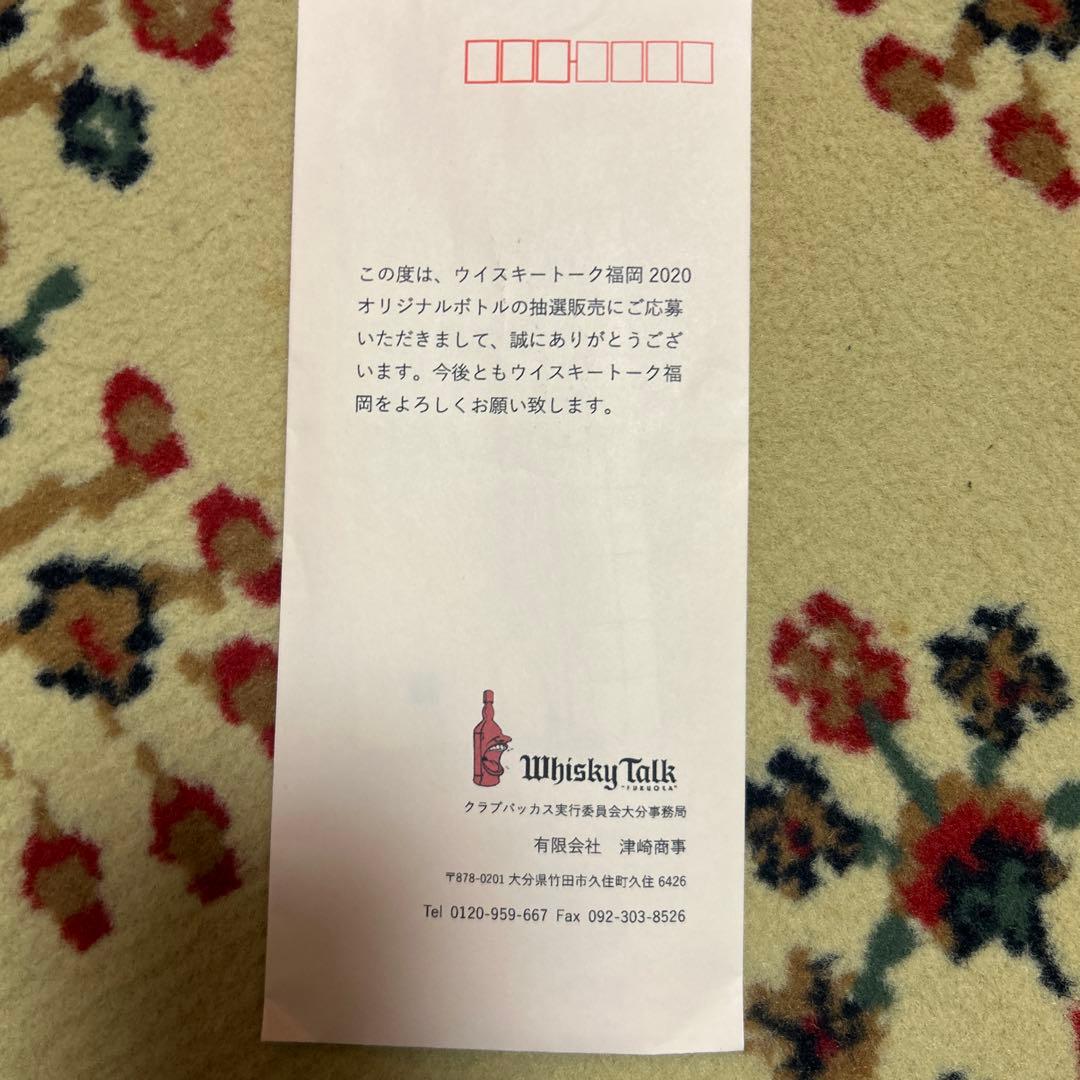 この度は、ウイスキートーク福岡 2020
オリジナルボトルの抽選販売にご応募
いただきまして、誠にありがとうござ
います。今後ともウイスキートーク福
岡をよろしくお願い致します。
Whisky Talk
"FUKUOKA"
クラブバッカス実行委員会大分事務局
有限会社　津崎商事
〒878-0201 大分県竹田市久住町久住 6426
Tel 0120-959-667 Fax 092-303-8526